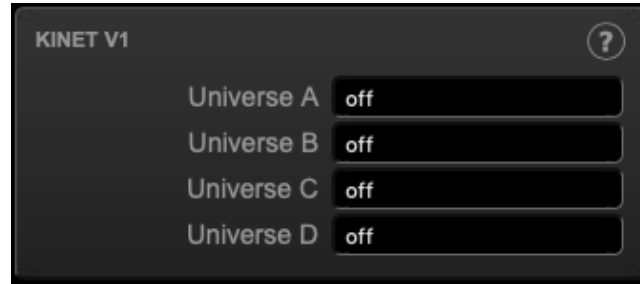 KINET V1 ?
Universe A off
Universe B off
Universe C off
Universe D off